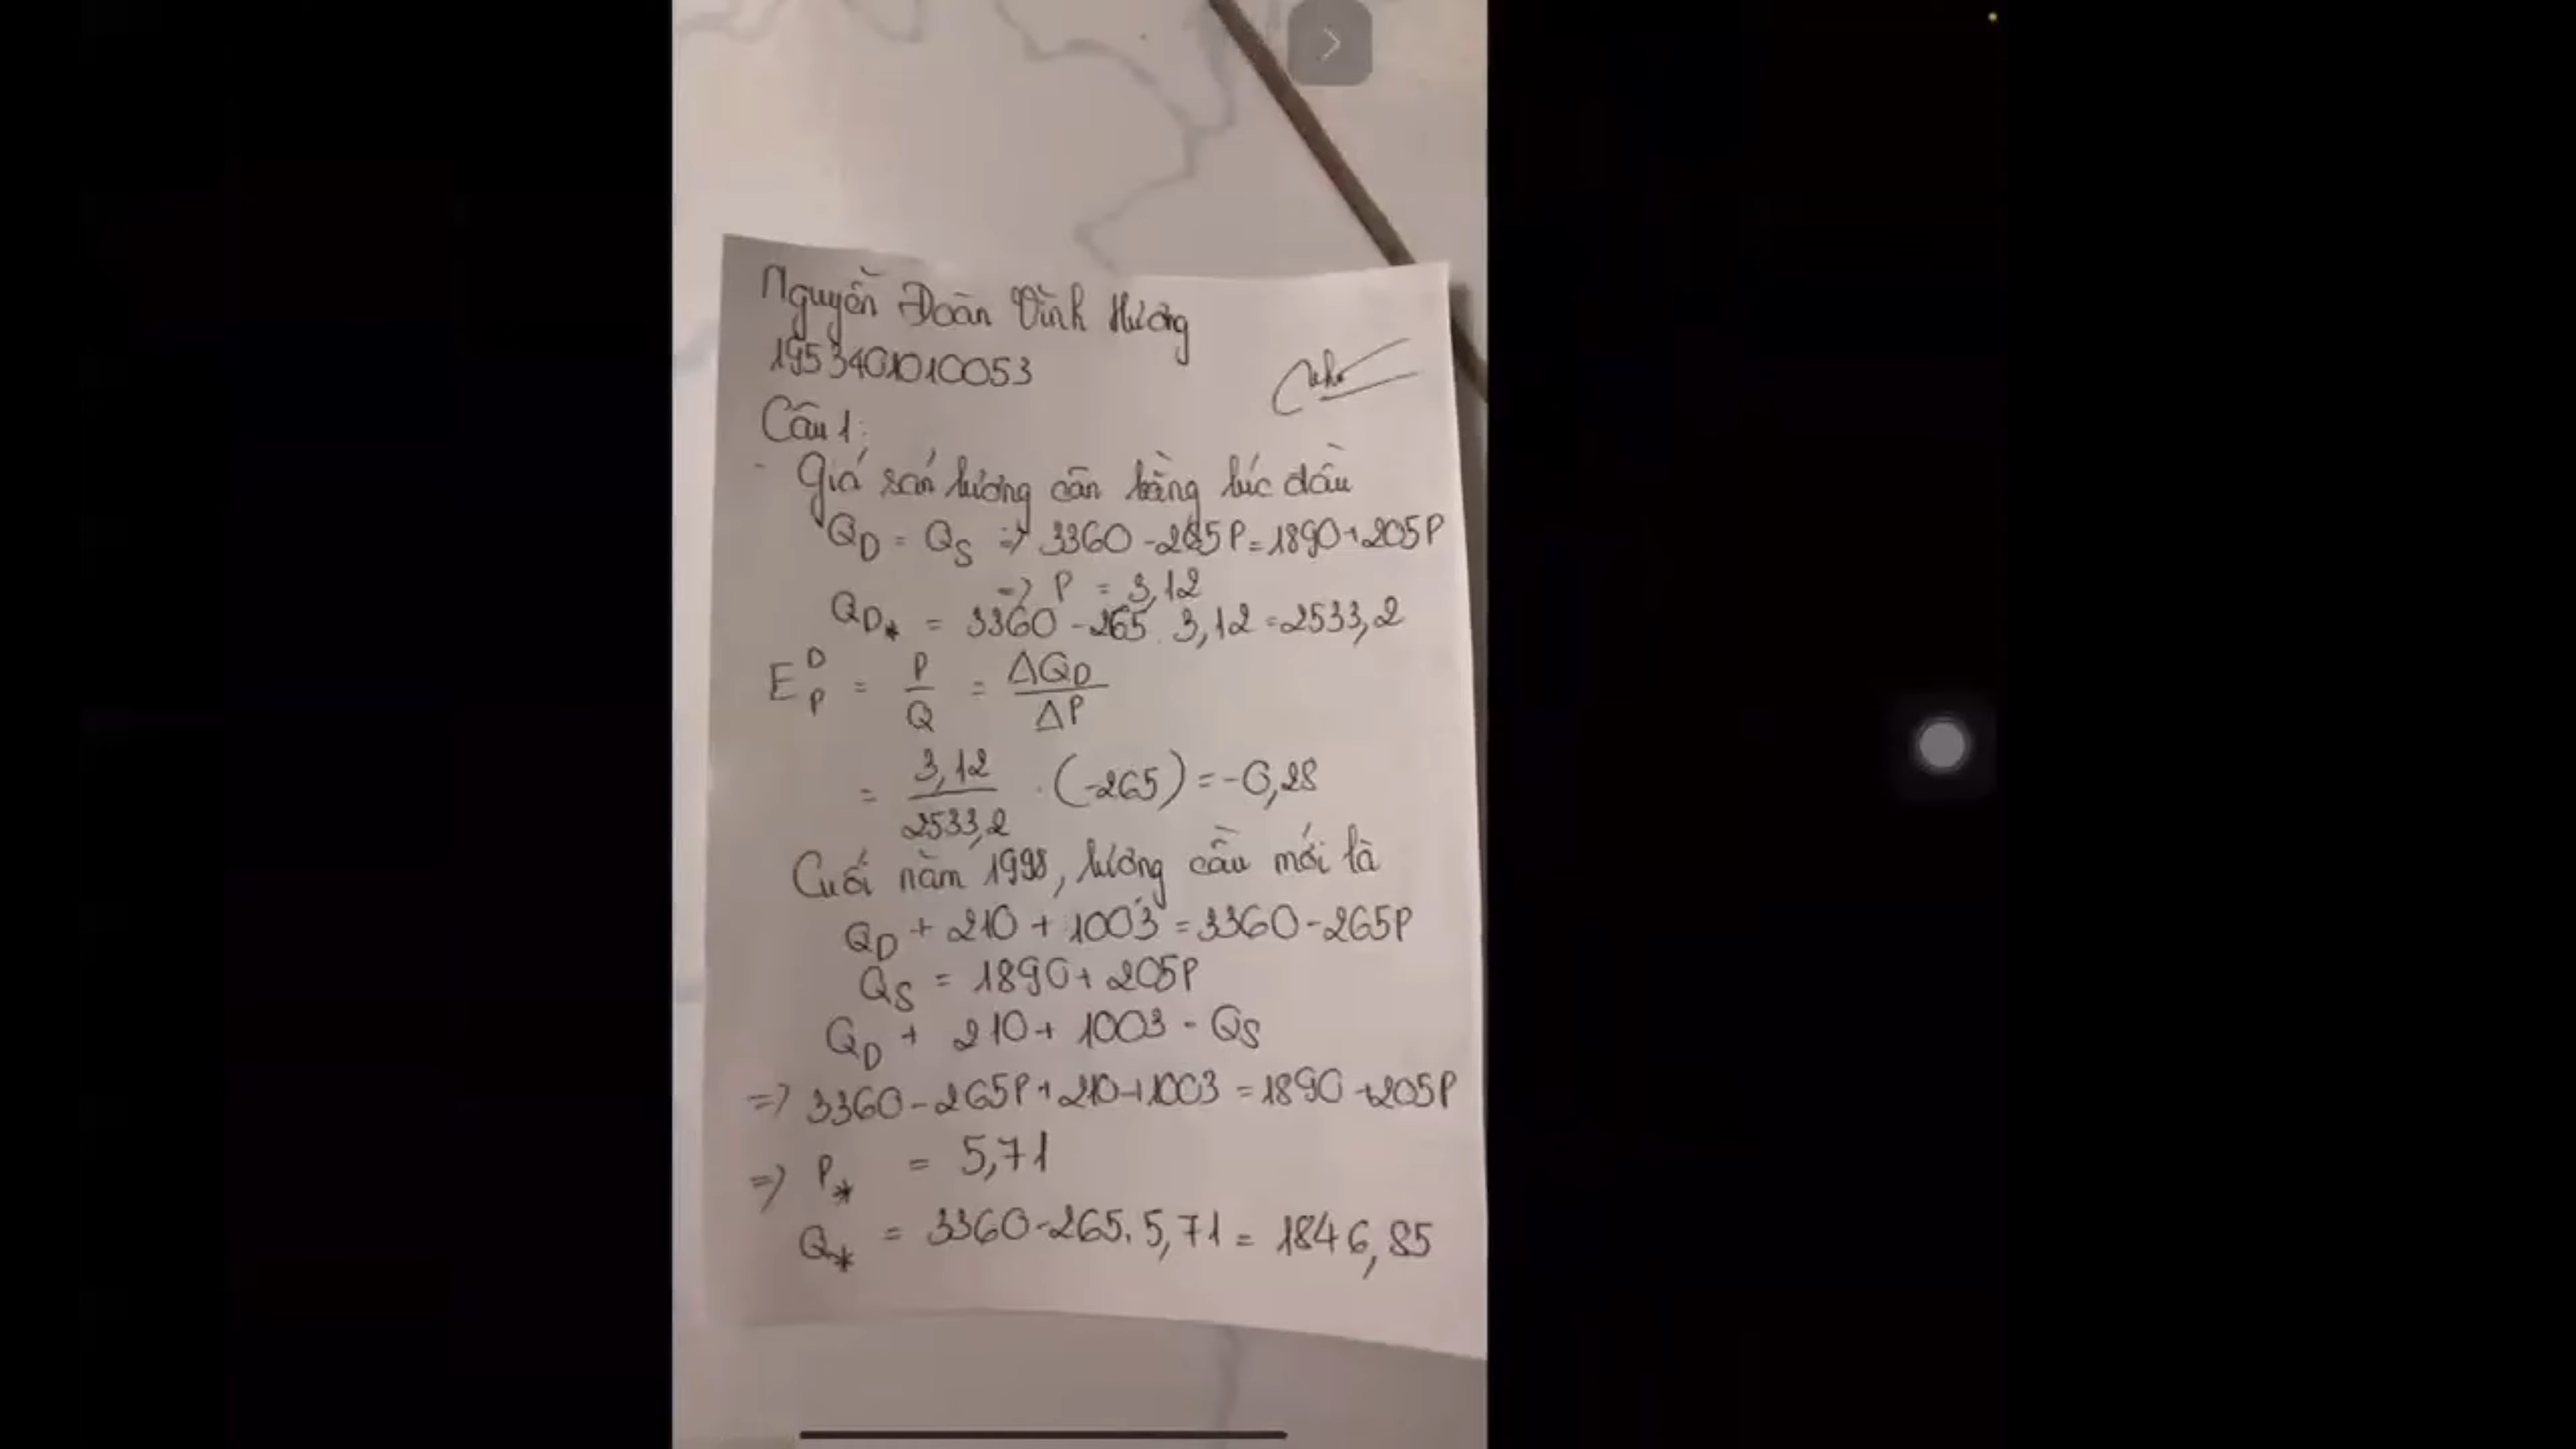 Nguyễn Đoàn Vĩnh Hương
1953401010053
Câu 1:
- Giá sản lượng cân bằng lúc đầu
QD = QS => 3360 - 265P = 1890 + 205P
=> P = 3,12
QD* = 3360 - 265 . 3,12 = 2533,2
E D P = P/Q = ΔQD/ΔP
= 3,12/2533,2 . (-265) = -0,28
Cuối năm 1998, lượng cầu mới là
QD + 210 + 1003 = 3360 - 265P
QS = 1890 + 205P
QD + 210 + 1003 - QS
=> 3360 - 265P + 210 + 1003 = 1890 + 205P
=> P* = 5,71
Q* = 3360 - 265 . 5,71 = 1846,85